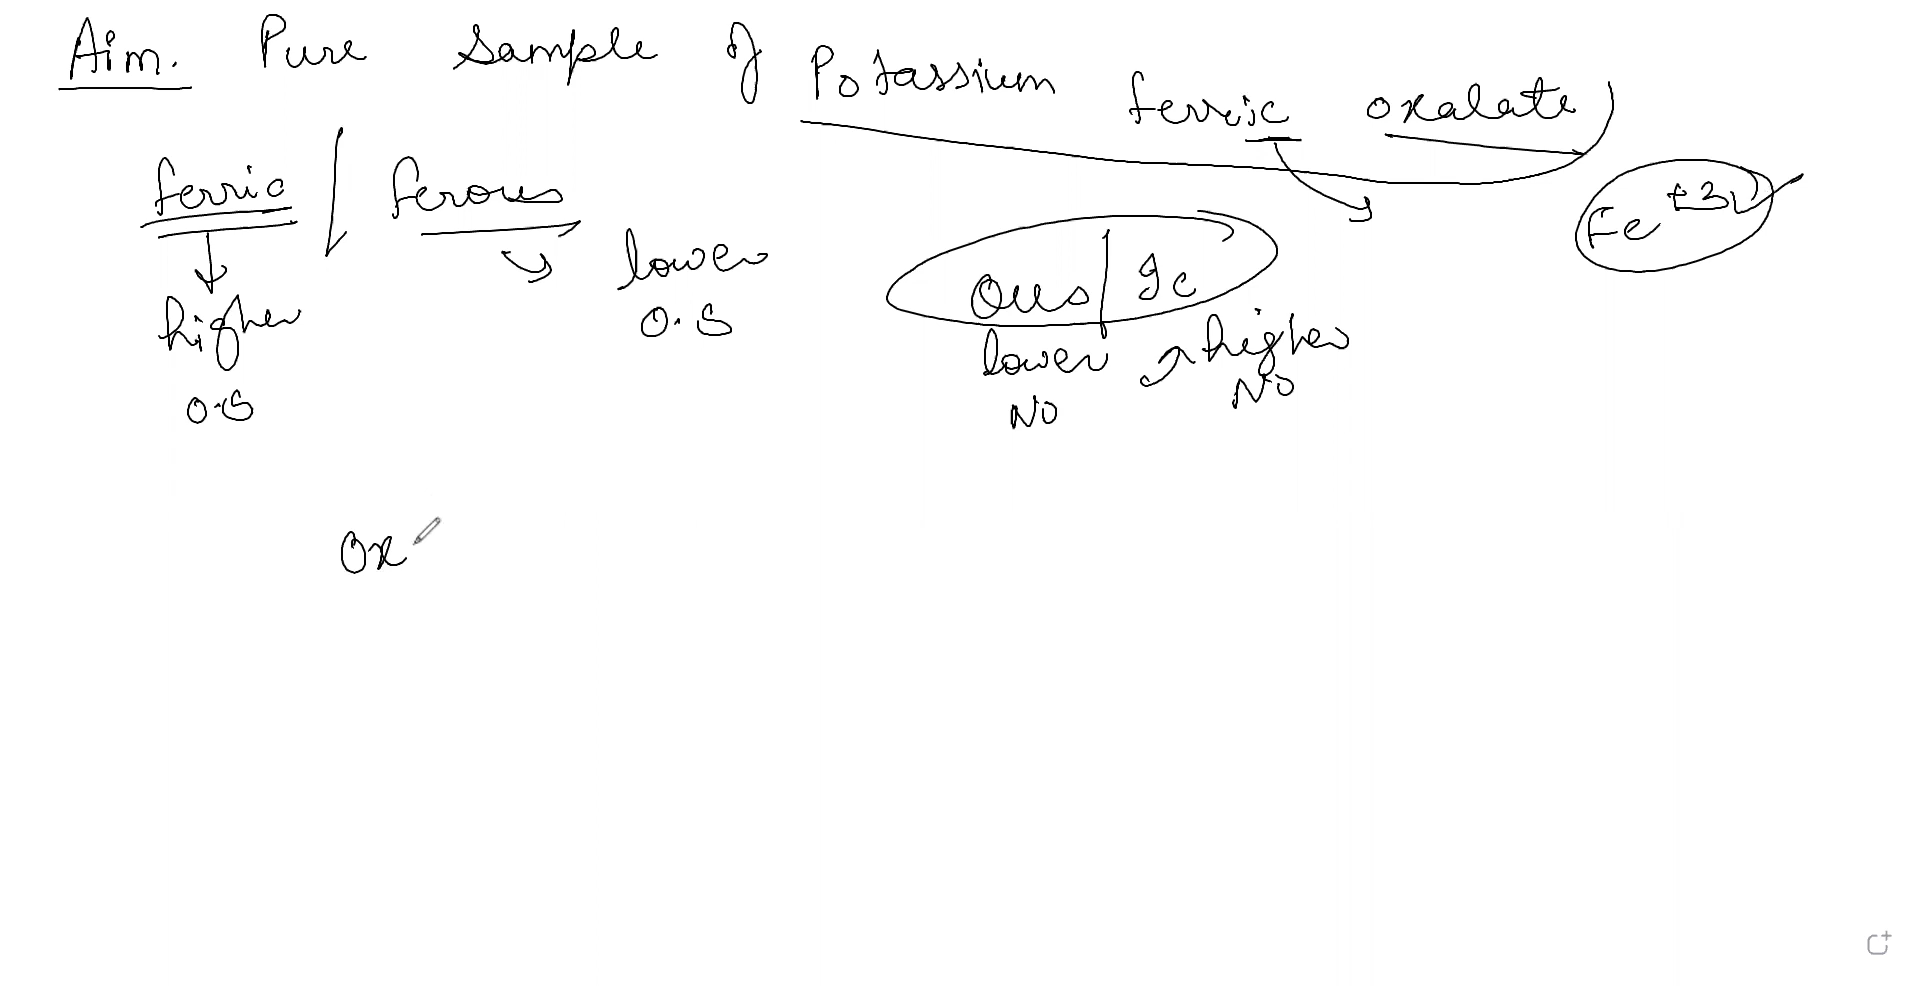 Aim. Pure Sample of Potassium ferric oxalate
ferric / ferous
Fe+3
higher
O.S
lower
O.S
Ous | Ic
lower higher
NO NO
Ox